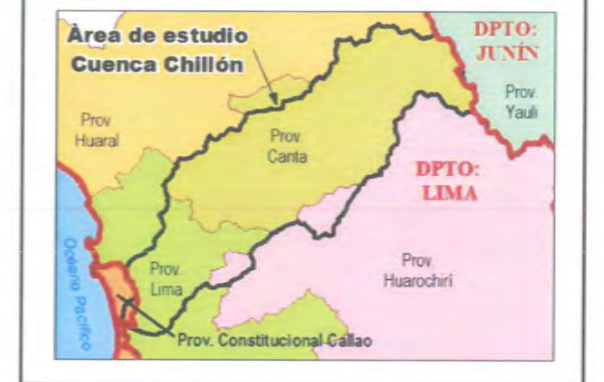 Àrea de estudio
Cuenca Chillón
DPTO:
JUNÍN
Prov.
Yauli
Prov
Huaral
Prov.
Canta
DPTO:
LIMA
Prov.
Huarochirí
Prov.
Lima
Océano Pacífico
Prov. Constitucional Callao